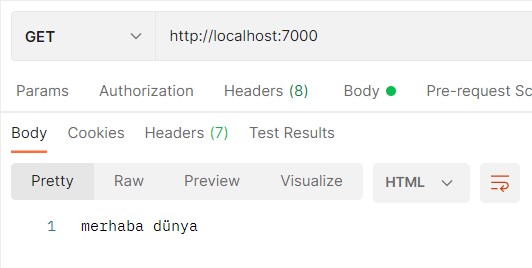 GET http://localhost:7000
Params Authorization Headers (8) Body Pre-request Sc
Body Cookies Headers (7) Test Results
Pretty Raw Preview Visualize HTML
1 merhaba dünya